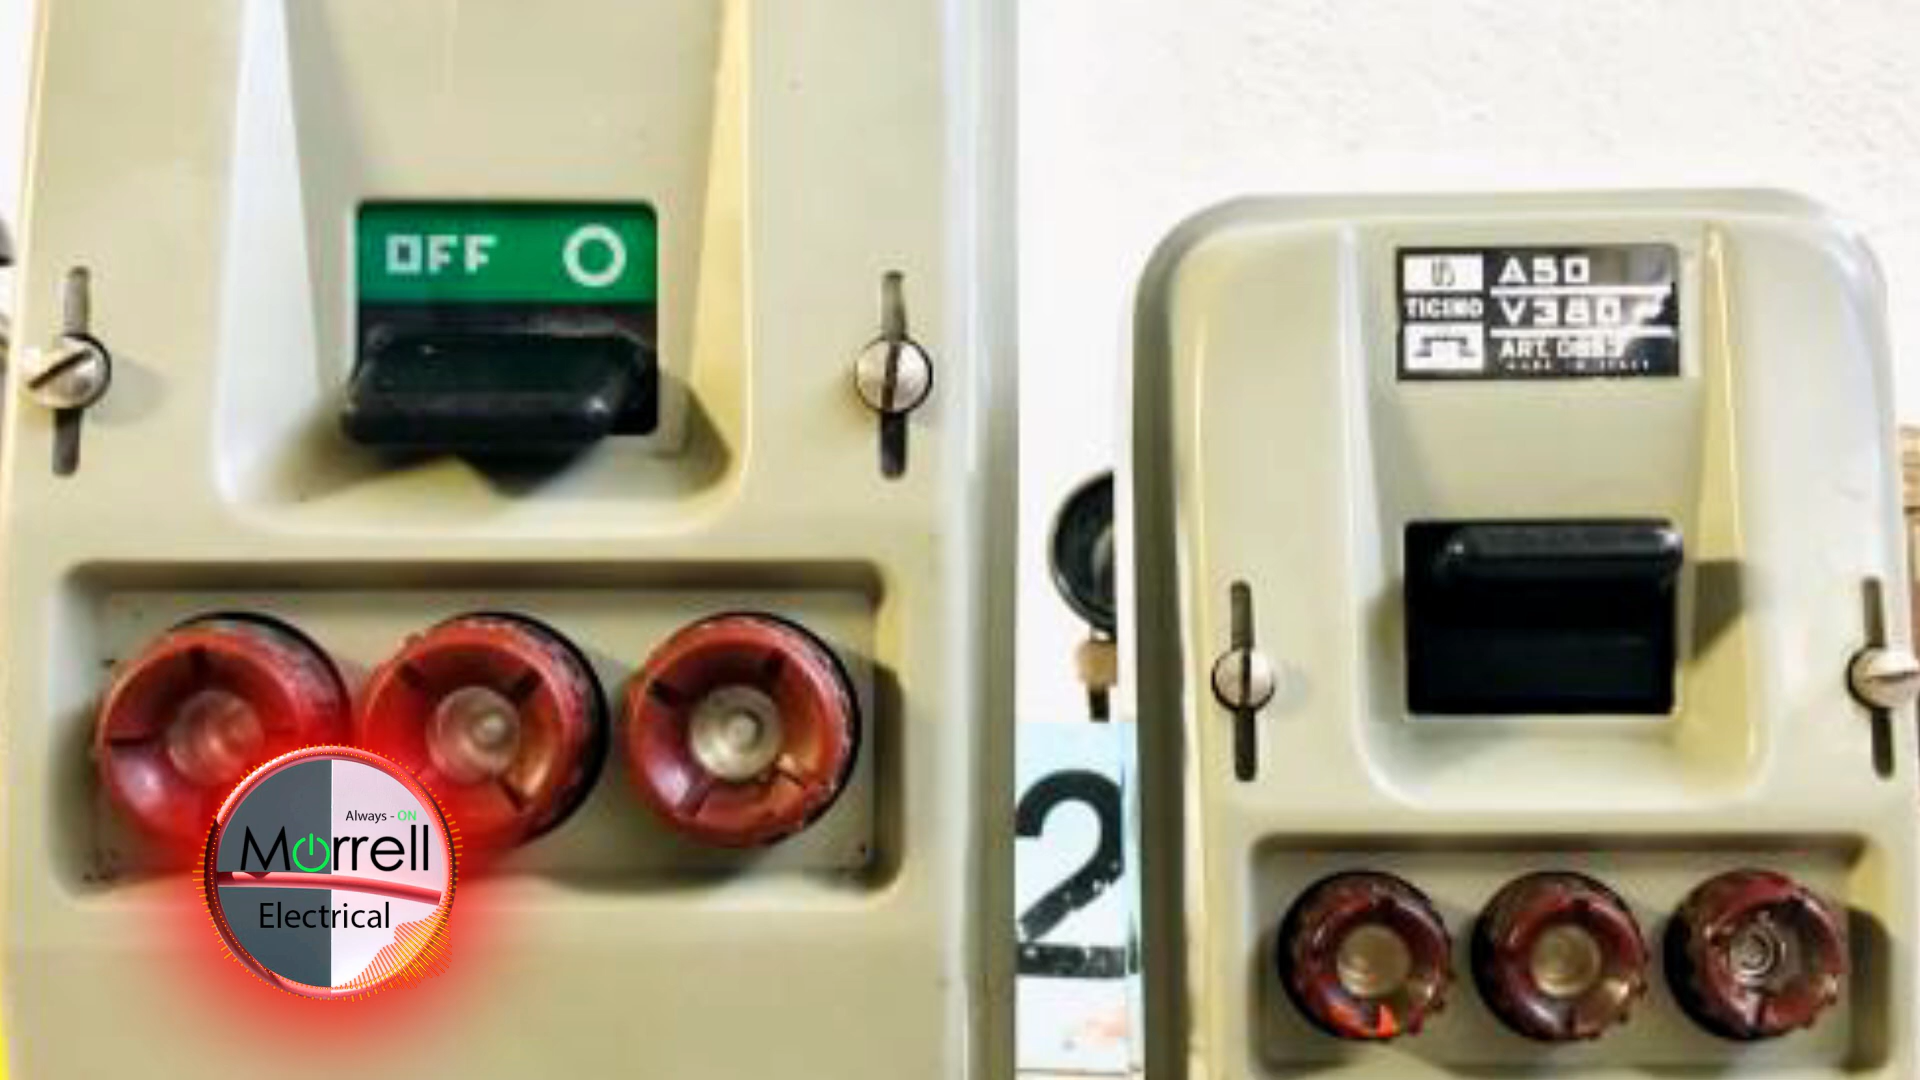 OFF O
A50
TICINO V380
ART.
2
Always - ON
Morrell
Electrical